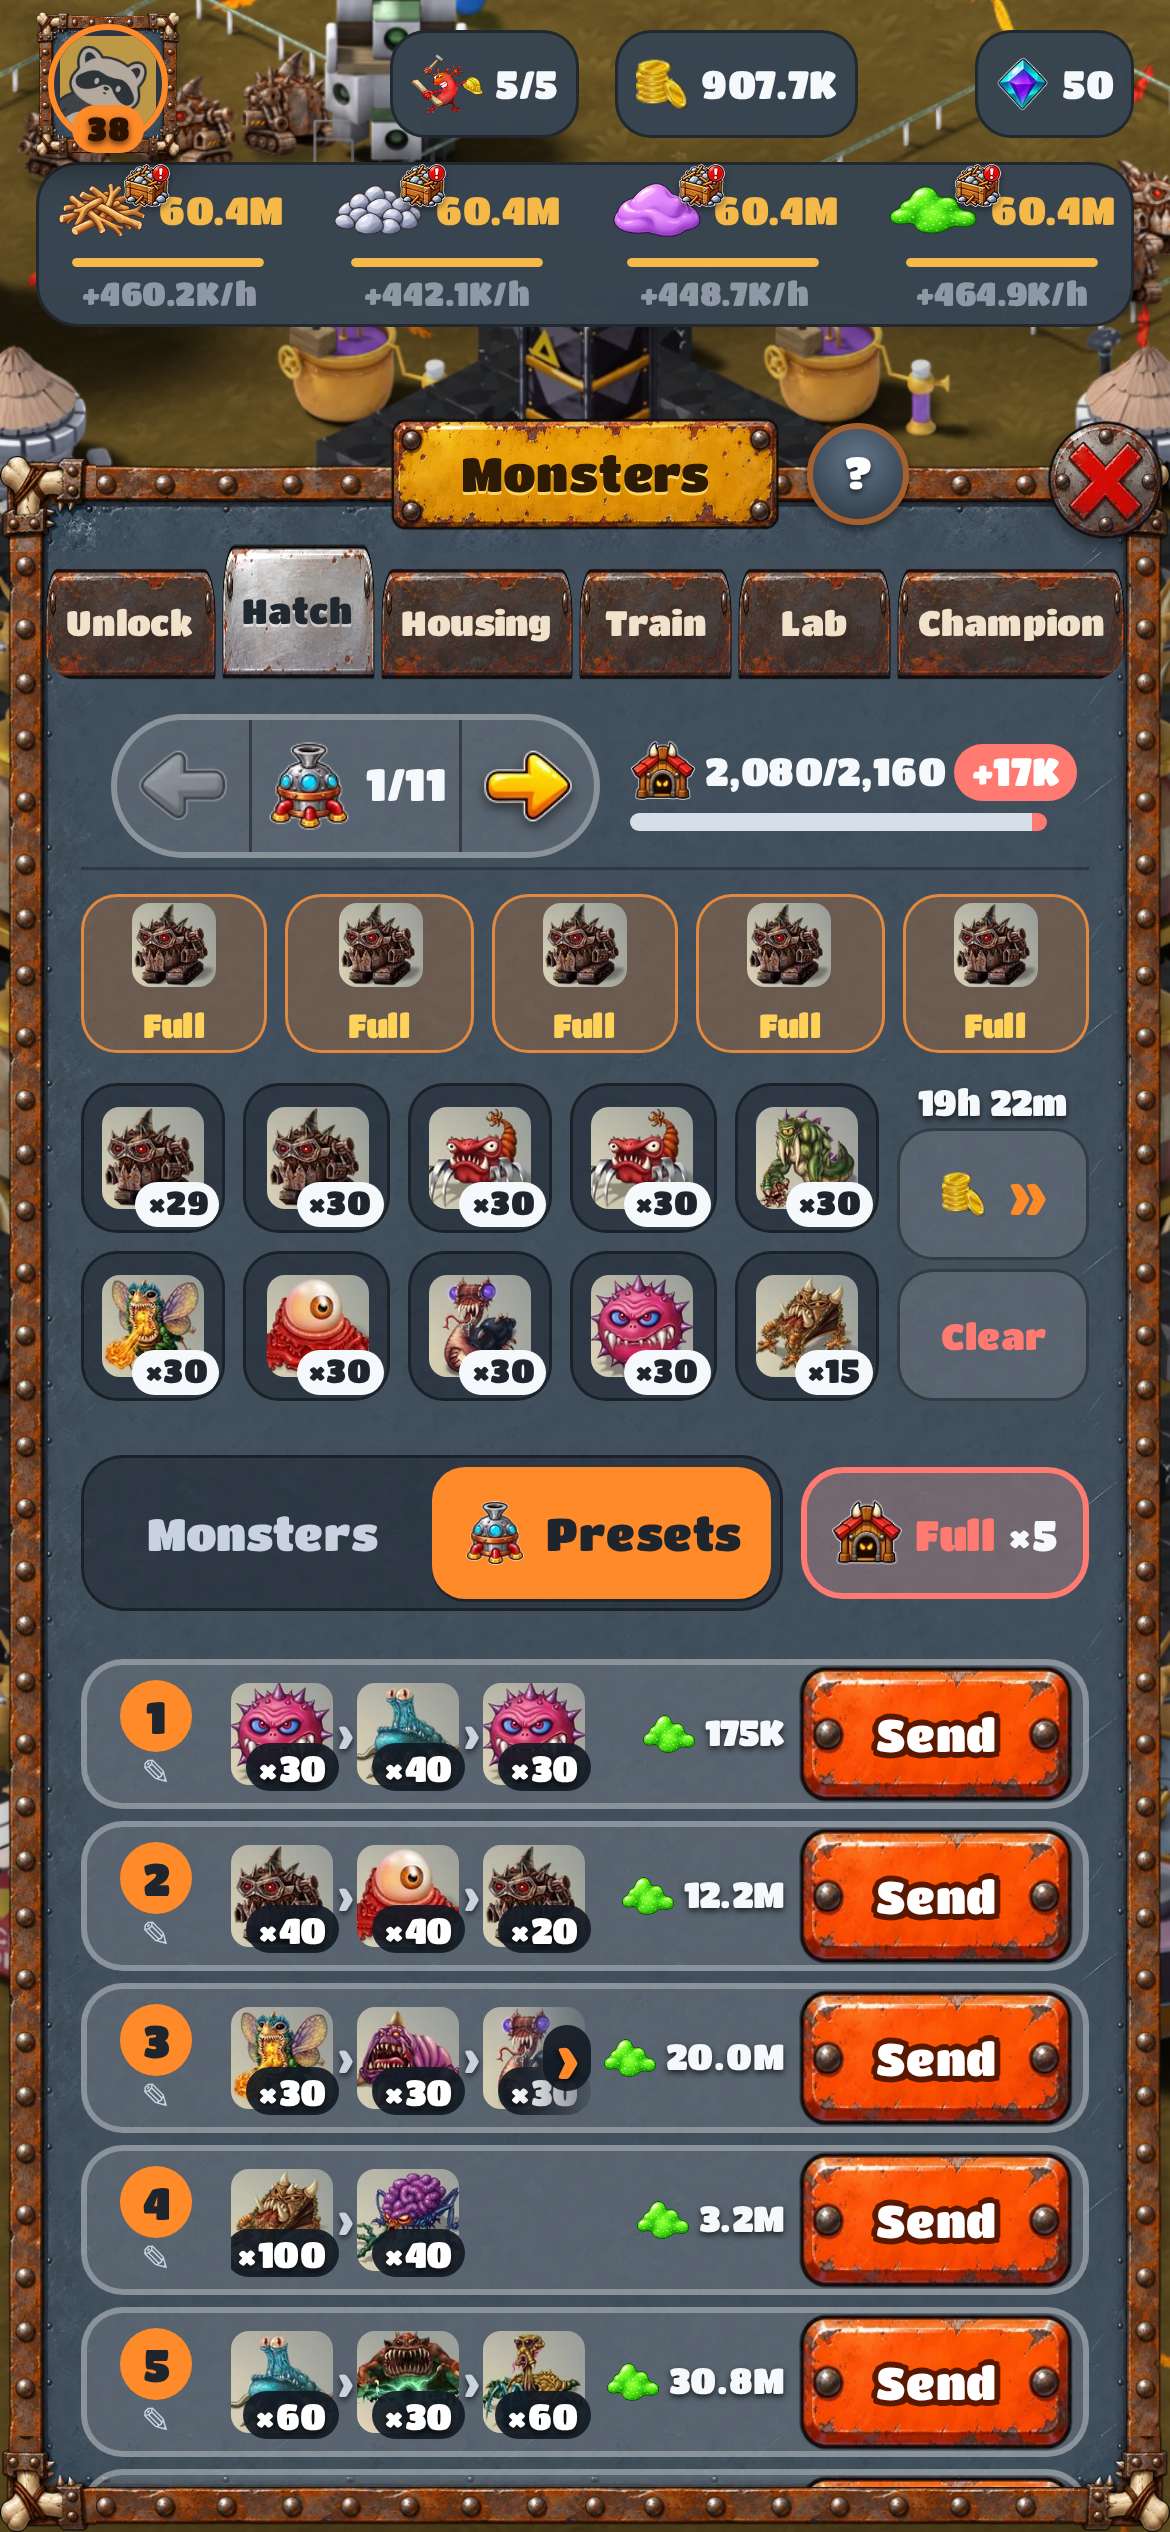 38
5/5
907.7K
50
60.4M
60.4M
60.4M
60.4M
+460.2K/h
+442.1K/h
+448.7K/h
+464.9K/h
Monsters
?
Unlock
Hatch
Housing
Train
Lab
Champion
1/11
2,080/2,160
+17K
Full
Full
Full
Full
Full
×29
×30
×30
×30
×30
19h 22m
»
×30
×30
×30
×30
×15
Clear
Monsters
Presets
Full ×5
1
×30
×40
×30
175K
Send
2
×40
×40
×20
12.2M
Send
3
×30
×30
×30
20.0M
Send
4
×100
×40
3.2M
Send
5
×60
×30
×60
30.8M
Send